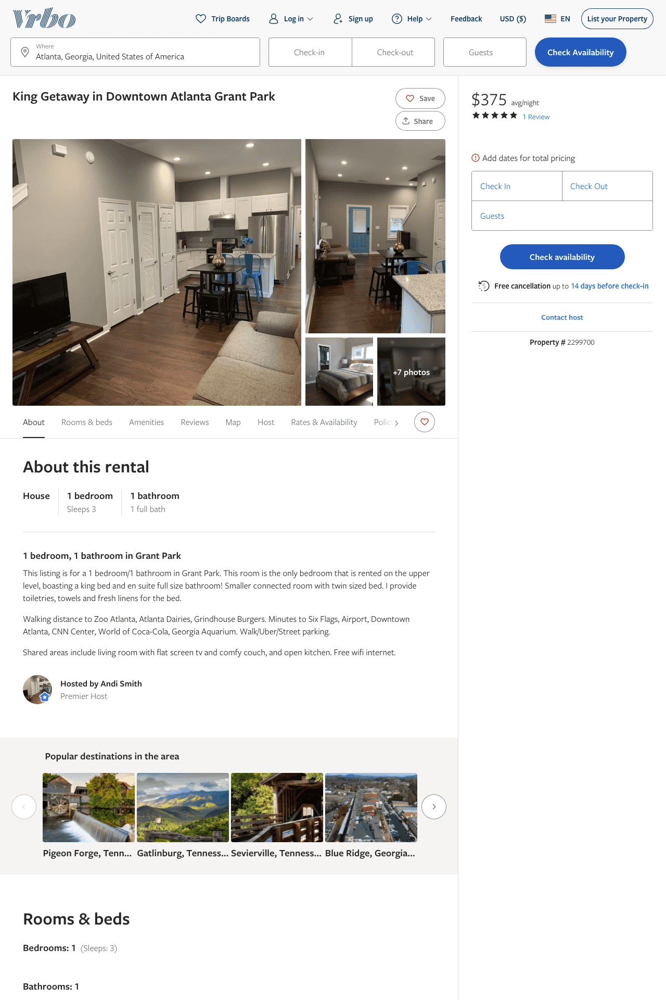 Vrbo
Trip Boards
Log in
Sign up
Help
Feedback
USD ($)
EN
List your Property
Where
Atlanta, Georgia, United States of America
Check-in
Check-out
Guests
Check Availability
King Getaway in Downtown Atlanta Grant Park
Save
Share
+7 photos
$375 avg/night
1 Review
Add dates for total pricing
Check In
Check Out
Guests
Check availability
Free cancellation up to 14 days before check-in
Contact host
Property # 2299700
About
Rooms & beds
Amenities
Reviews
Map
Host
Rates & Availability
Polici
About this rental
House
1 bedroom
Sleeps 3
1 bathroom
1 full bath
1 bedroom, 1 bathroom in Grant Park
This listing is for a 1 bedroom/1 bathroom in Grant Park. This room is the only bedroom that is rented on the upper
level, boasting a king bed and en suite full size bathroom! Smaller connected room with twin sized bed. I provide
toiletries, towels and fresh linens for the bed.
Walking distance to Zoo Atlanta, Atlanta Dairies, Grindhouse Burgers. Minutes to Six Flags, Airport, Downtown
Atlanta, CNN Center, World of Coca-Cola, Georgia Aquarium. Walk/Uber/Street parking.
Shared areas include living room with flat screen tv and comfy couch, and open kitchen. Free wifi internet.
Hosted by Andi Smith
Premier Host
Popular destinations in the area
Pigeon Forge, Tenn...
Gatlinburg, Tenness...
Sevierville, Tenness...
Blue Ridge, Georgia...
Rooms & beds
Bedrooms: 1 (Sleeps: 3)
Bathrooms: 1